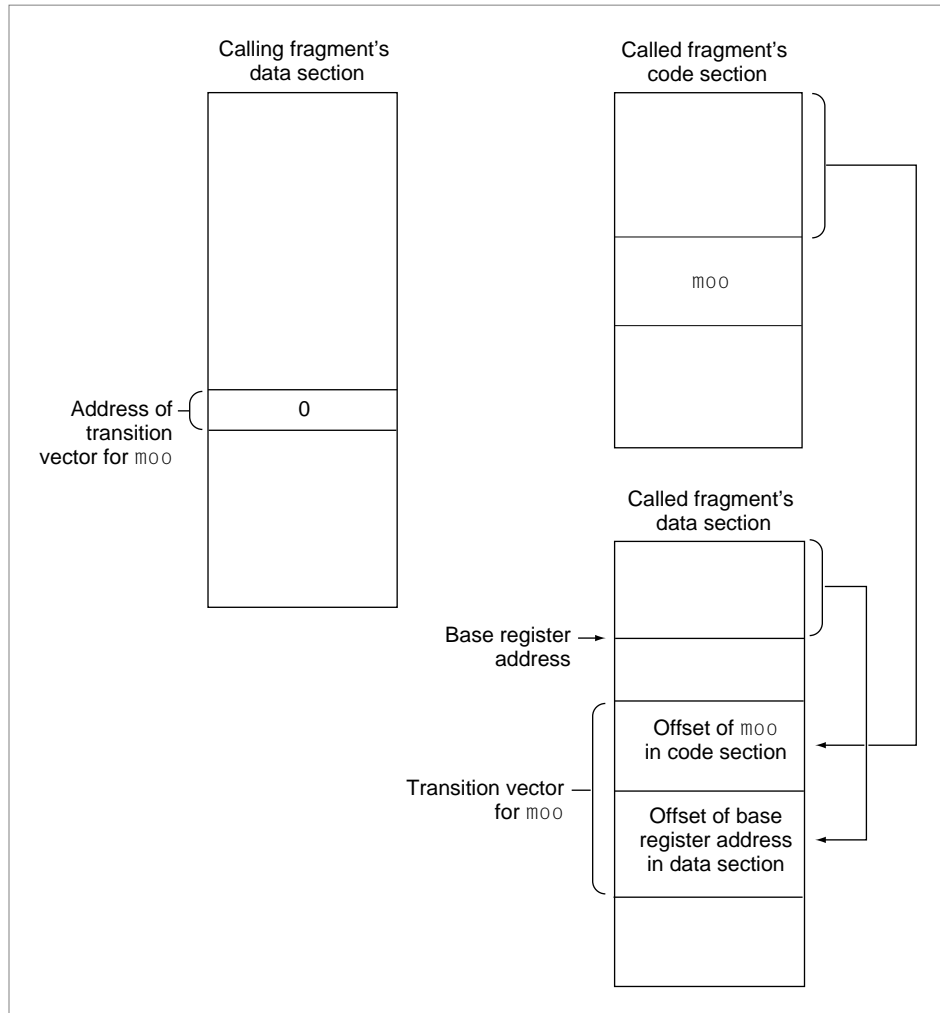 Calling fragment's
data section
Called fragment's
code section
moo
Address of
transition
vector for moo
0
Called fragment's
data section
Base register
address
Offset of moo
in code section
Transition vector
for moo
Offset of base
register address
in data section